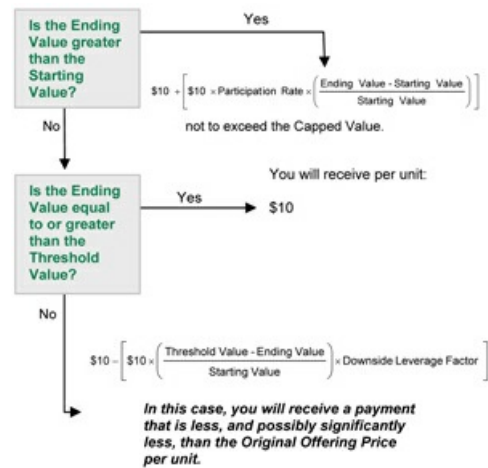 Is the Ending
Value greater
than the
Starting
Value?
Yes
$10 + [ $10 × Participation Rate × ( Ending Value - Starting Value / Starting Value ) ]
not to exceed the Capped Value.
No
You will receive per unit:
Is the Ending
Value equal
to or greater
than the
Threshold
Value?
Yes
$10
No
$10 − [ $10 × ( Threshold Value - Ending Value / Starting Value ) × Downside Leverage Factor ]
In this case, you will receive a payment
that is less, and possibly significantly
less, than the Original Offering Price
per unit.